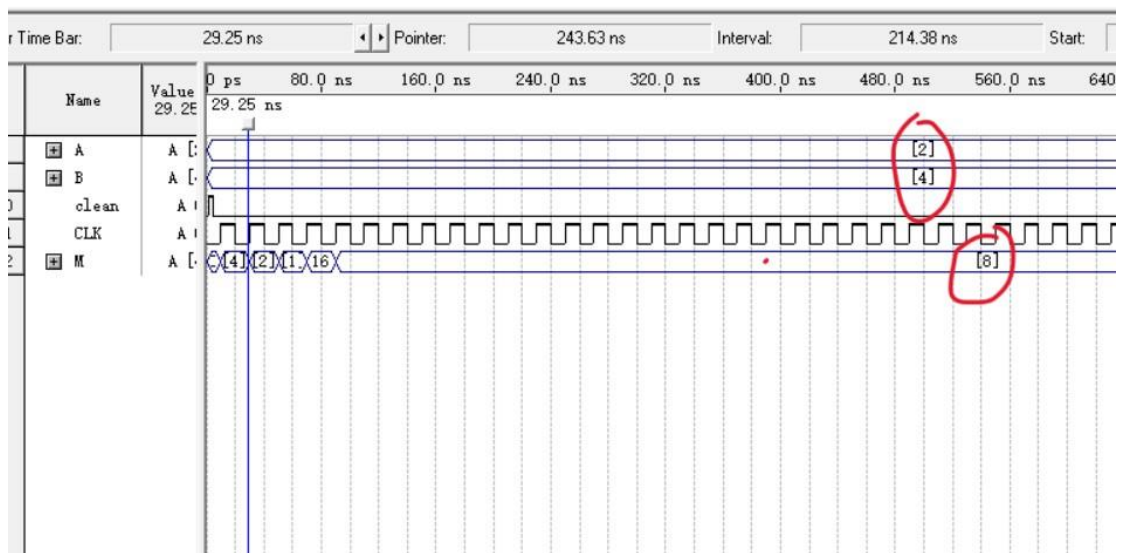 r Time Bar: 29.25 ns Pointer: 243.63 ns Interval: 214.38 ns Start:
Name Value 0 ps 80.0 ns 160.0 ns 240.0 ns 320.0 ns 400.0 ns 480.0 ns 560.0 ns 640
29.25 29.25 ns
A A [ [2]
B A [ [4]
clean A
CLK A
M A [ [4] [2] [1 16 [8]